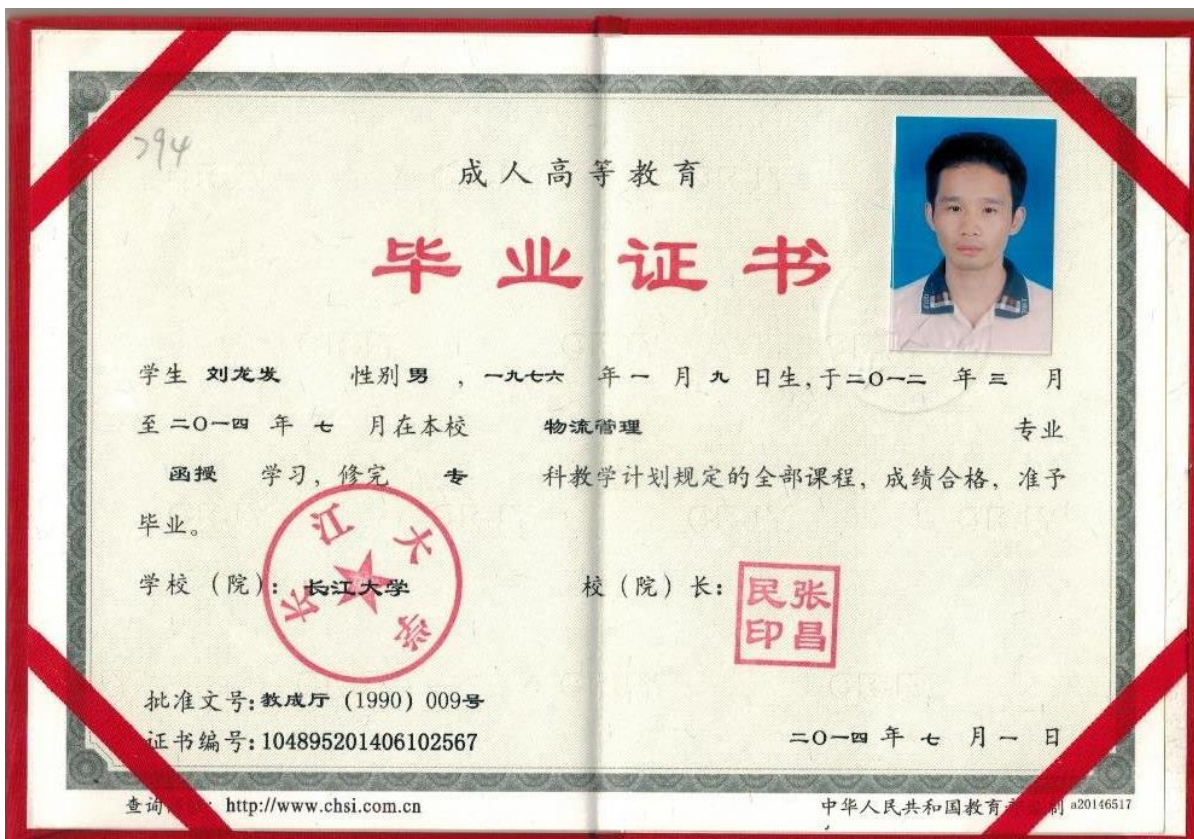 294
成人高等教育
毕业证书
学生 刘龙发 性别 男 ，一九七六 年 一 月 九 日生，于二〇一二 年 三 月
至 二〇一四 年 七 月在本校 物流管理 专业
函授 学习，修完 专 科教学计划规定的全部课程，成绩合格，准予
毕业。
学校（院）：长江大学 校（院）长：
长江大学
张昌民印
批准文号：教成厅 (1990) 009号
证书编号：104895201406102567
二〇一四 年 七 月 一 日
查询 http://www.chsi.com.cn
中华人民共和国教育 制 a20146517